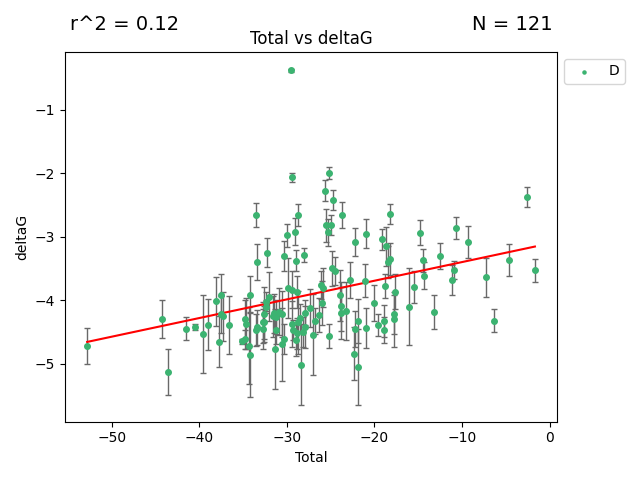 r^2 = 0.12
N = 121
Total vs deltaG
D
−1
−2
−3
−4
−5
deltaG
−50
−40
−30
−20
−10
0
Total